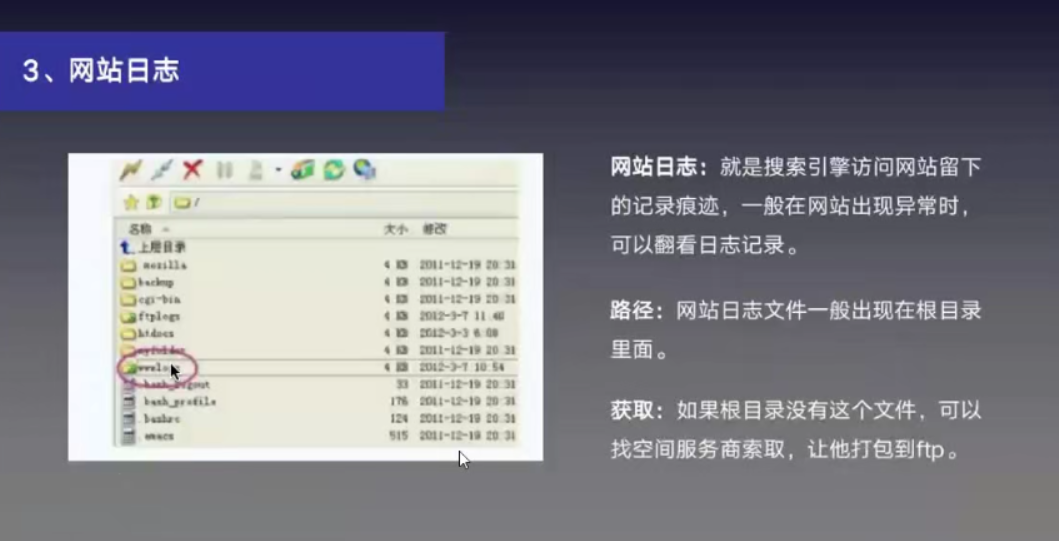 3、网站日志
名称 大小 修改
上层目录
.mozilla 4 KB 2011-12-19 20:31
backup 4 KB 2011-12-19 20:31
cgi-bin 4 KB 2011-12-19 20:31
ftplogs 4 KB 2012-3-7 11:40
htdocs 4 KB 2012-3-3 6:08
myfolder 4 KB 2011-12-19 20:31
4 KB 2012-3-7 10:54
.bash_logout 33 2011-12-19 20:31
.bash_profile 176 2011-12-19 20:31
.bashrc 124 2011-12-19 20:31
.emacs 515 2011-12-19 20:31
网站日志：就是搜索引擎访问网站留下
的记录痕迹，一般在网站出现异常时，
可以翻看日志记录。
路径：网站日志文件一般出现在根目录
里面。
获取：如果根目录没有这个文件，可以
找空间服务商索取，让他打包到ftp。